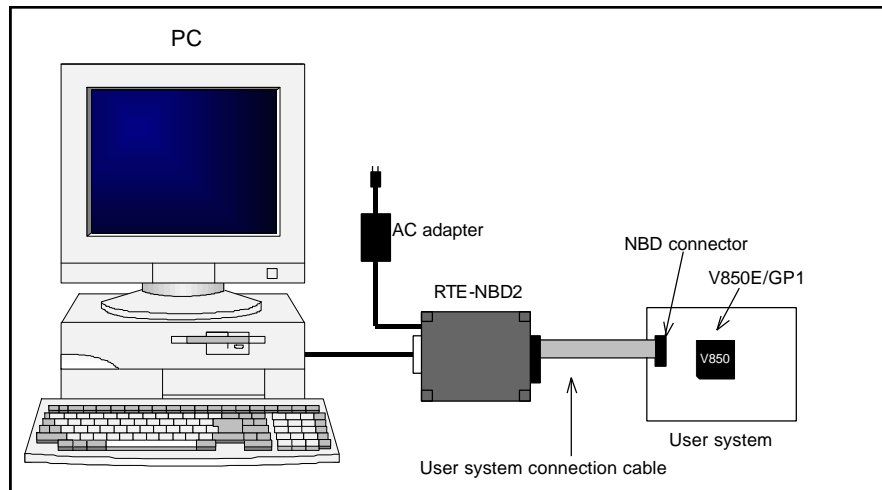 PC
AC adapter
RTE-NBD2
NBD connector
V850E/GP1
V850
User system
User system connection cable